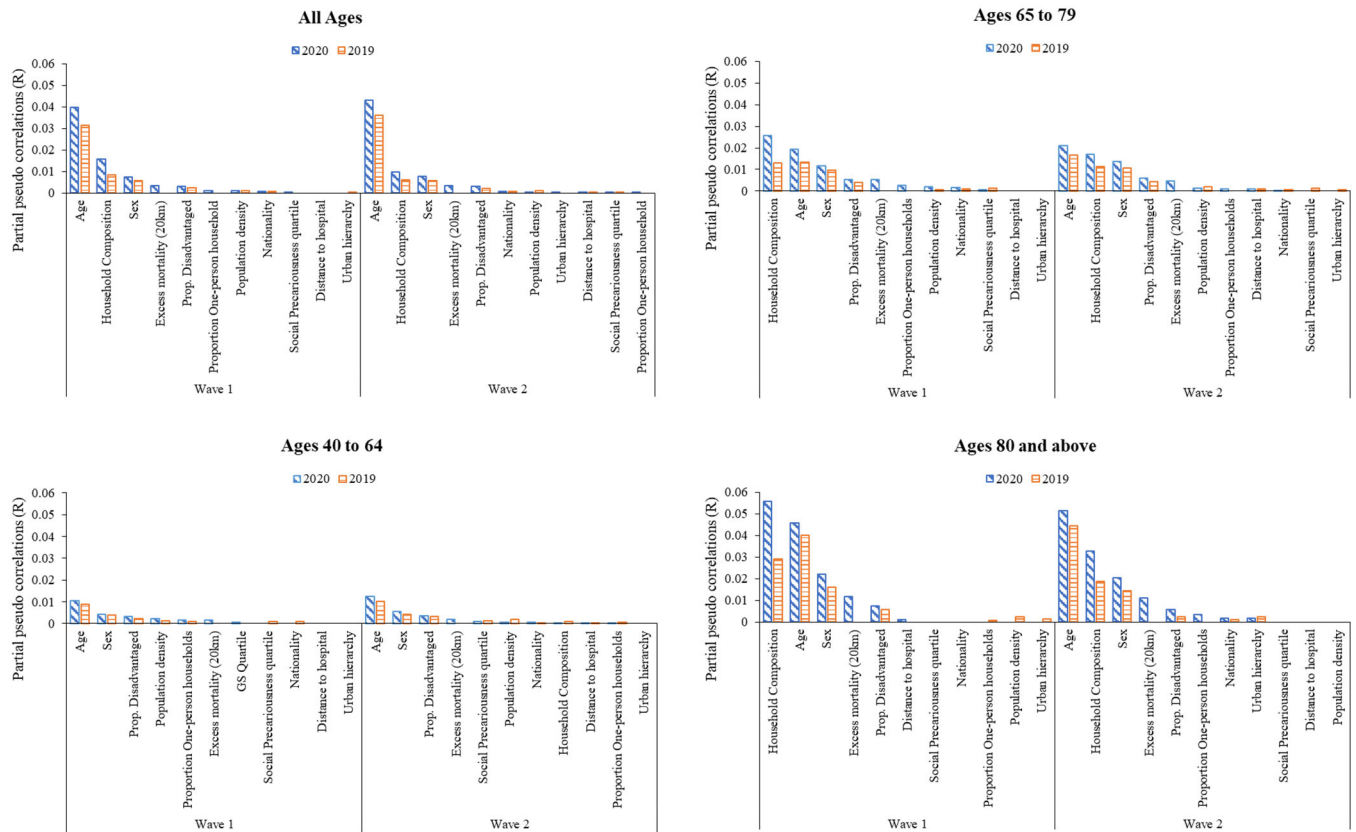 All Ages
2020 2019
Partial pseudo correlations (R)
0.06
0.05
0.04
0.03
0.02
0.01
0
Age
Household Composition
Sex
Excess mortality (20km)
Prop. Disadvantaged
Proportion One-person household
Population density
Nationality
Social Precariousness quartile
Distance to hospital
Urban hierarchy
Age
Household Composition
Sex
Excess mortality (20km)
Prop. Disadvantaged
Nationality
Population density
Urban hierarchy
Distance to hospital
Social Precariousness quartile
Proportion One-person household
Wave 1 Wave 2
Ages 65 to 79
2020 2019
Partial pseudo correlations (R)
0.06
0.05
0.04
0.03
0.02
0.01
0
Household Composition
Age
Sex
Prop. Disadvantaged
Excess mortality (20km)
Proportion One-person households
Population density
Nationality
Social Precariousness quartile
Distance to hospital
Urban hierarchy
Age
Household Composition
Sex
Prop. Disadvantaged
Excess mortality (20km)
Population density
Proportion One-person households
Distance to hospital
Nationality
Social Precariousness quartile
Urban hierarchy
Wave 1 Wave 2
Ages 40 to 64
2020 2019
Partial pseudo correlations (R)
0.06
0.05
0.04
0.03
0.02
0.01
0
Age
Sex
Prop. Disadvantaged
Population density
Proportion One-person households
Excess mortality (20km)
GS Quartile
Social Precariousness quartile
Nationality
Distance to hospital
Urban hierarchy
Age
Sex
Prop. Disadvantaged
Excess mortality (20km)
Social Precariousness quartile
Population density
Nationality
Household Composition
Distance to hospital
Proportion One-person households
Urban hierarchy
Wave 1 Wave 2
Ages 80 and above
2020 2019
Partial pseudo correlations (R)
0.06
0.05
0.04
0.03
0.02
0.01
0
Household Composition
Age
Sex
Excess mortality (20km)
Prop. Disadvantaged
Distance to hospital
Social Precariousness quartile
Nationality
Proportion One-person households
Population density
Urban hierarchy
Age
Household Composition
Sex
Excess mortality (20km)
Prop. Disadvantaged
Proportion One-person households
Nationality
Urban hierarchy
Social Precariousness quartile
Distance to hospital
Population density
Wave 1 Wave 2